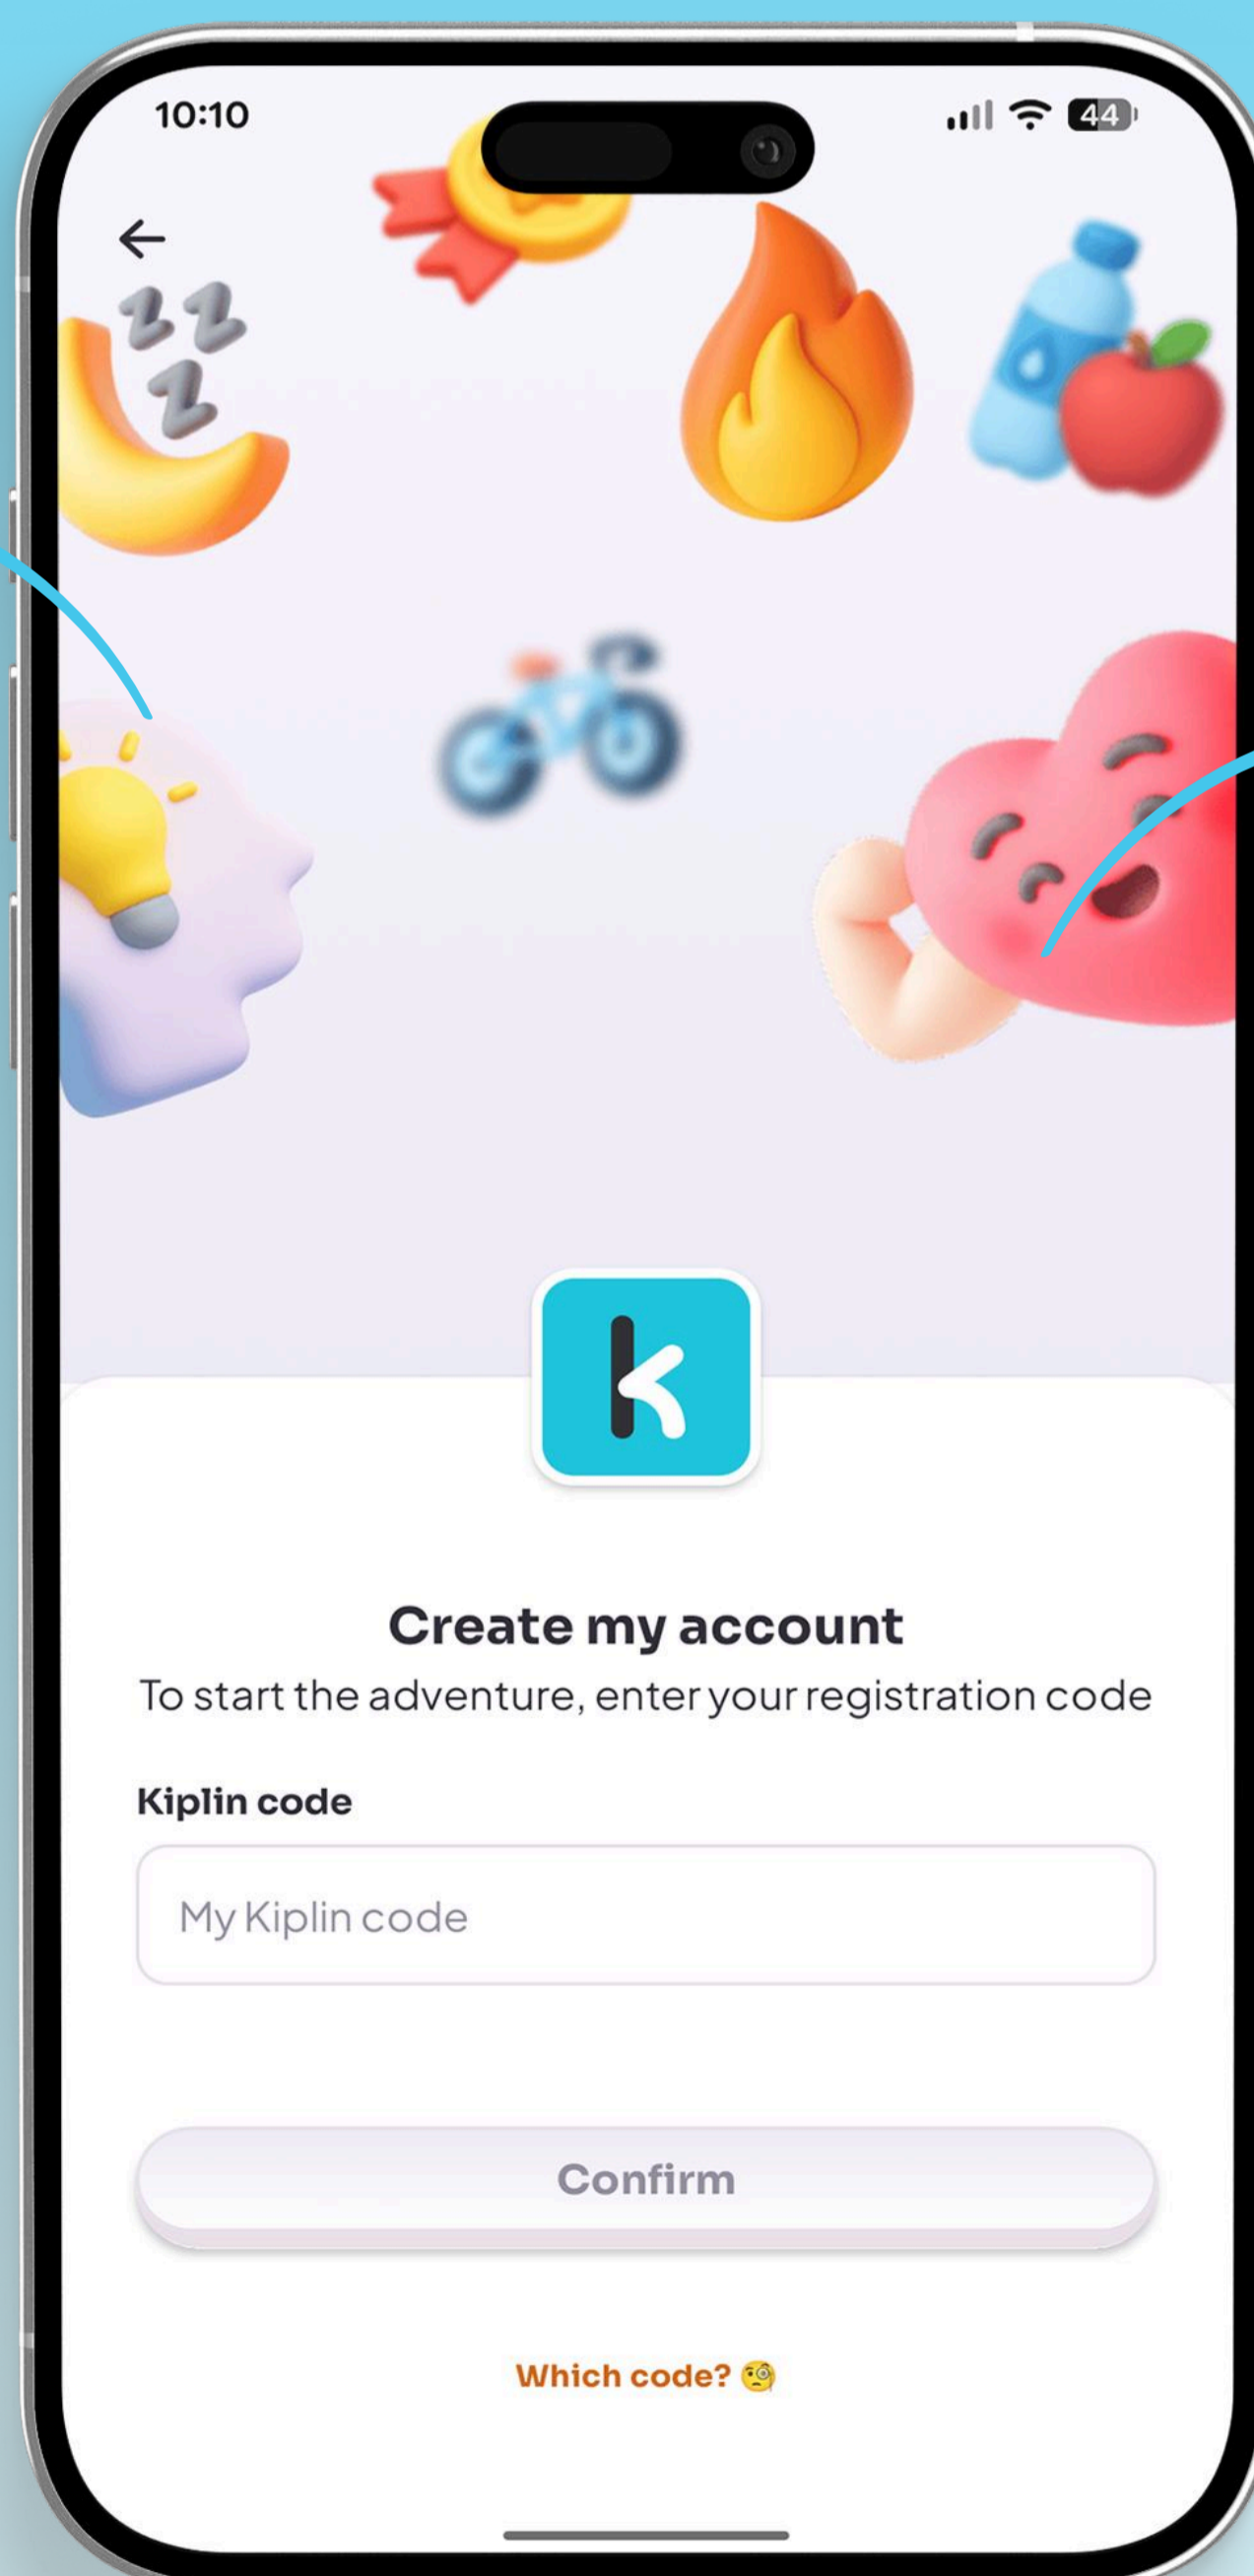 10:10
44
z z
z
k
Create my account
To start the adventure, enter your registration code
Kiplin code
My Kiplin code
Confirm
Which code? 🧐